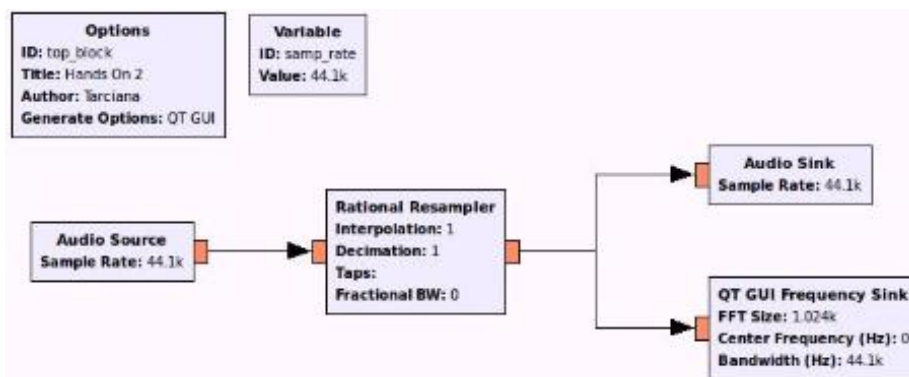 Options
ID: top_block
Title: Hands On 2
Author: Tarciana
Generate Options: QT GUI
Variable
ID: samp_rate
Value: 44.1k
Audio Source
Sample Rate: 44.1k
Rational Resampler
Interpolation: 1
Decimation: 1
Taps:
Fractional BW: 0
Audio Sink
Sample Rate: 44.1k
QT GUI Frequency Sink
FFT Size: 1.024k
Center Frequency (Hz): 0
Bandwidth (Hz): 44.1k